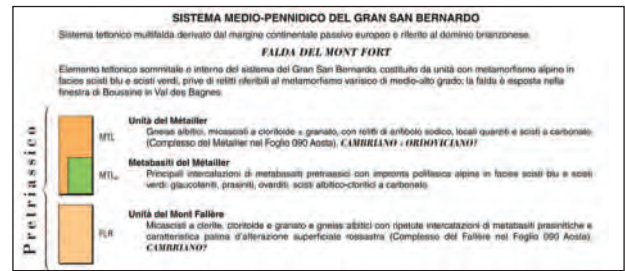 SISTEMA MEDIO-PENNIDICO DEL GRAN SAN BERNARDO
Sistema tettonico multifalda derivato dal margine continentale passivo europeo e riferito al dominio brianzonese.
FALDA DEL MONT FORT
Elemento tettonico sommitale e interno del sistema del Gran San Bernardo, costituito da unità con metamorfismo alpino in
facies scisti blu e scisti verdi, prive di relitti riferibili al metamorfismo varisico di medio-alto grado; la falda è esposta nella
finestra di Boussine in Val des Bagnes.
Pretriassico
MTL
Unità del Métailler
Gneiss albitici, micascisti a cloritoide ± granato, con relitti di anfibolo sodico, locali quarziti e scisti a carbonato
(Complesso del Métailler nel Foglio 090 Aosta). CAMBRIANO - ORDOVICIANO?
MTL
Metabasiti del Métailler
Principali intercalazioni di metabasiti pretriassici con impronta polifasica alpina in facies scisti blu e scisti
verdi: glaucofaniti, prasiniti, ovarditi, scisti albitico-cloritici a carbonato.
FLR
Unità del Mont Fallère
Micascisti a clorite, cloritoide e granato e gneiss albitici con ripetute intercalazioni di metabasiti prasinitiche e
caratteristica patina d'alterazione superficiale rossastra (Complesso del Fallère nel Foglio 090 Aosta).
CAMBRIANO?